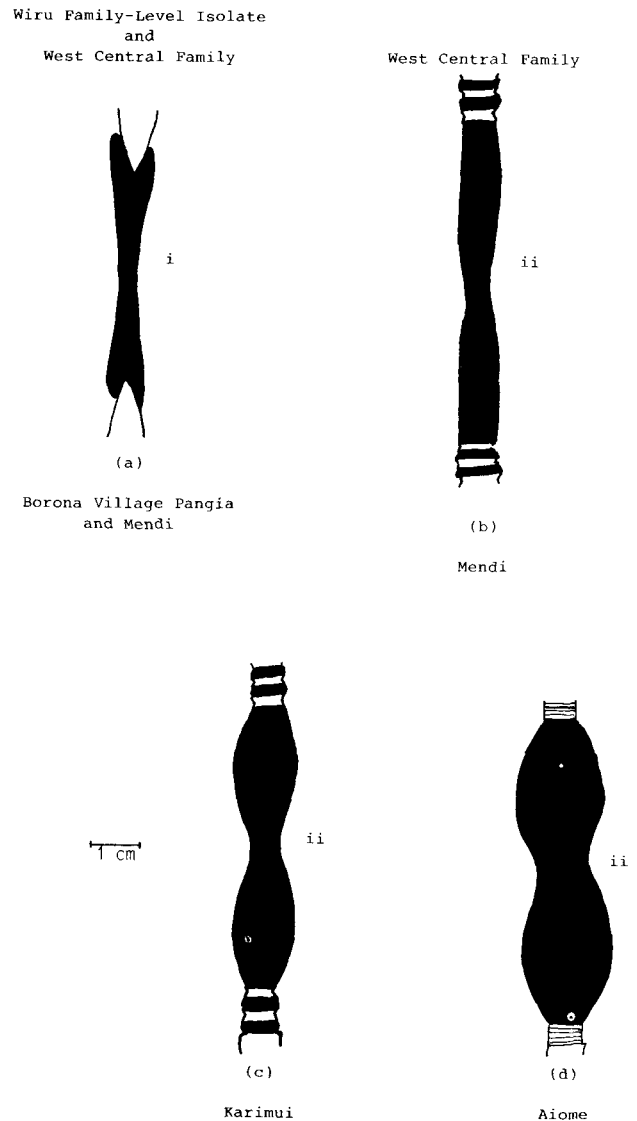 Wiru Family-Level Isolate
and
West Central Family
West Central Family
i
ii
(a)
Borona Village Pangia
and Mendi
(b)
Mendi
ii
1 cm
ii
(c)
(d)
Karimui
Aiome